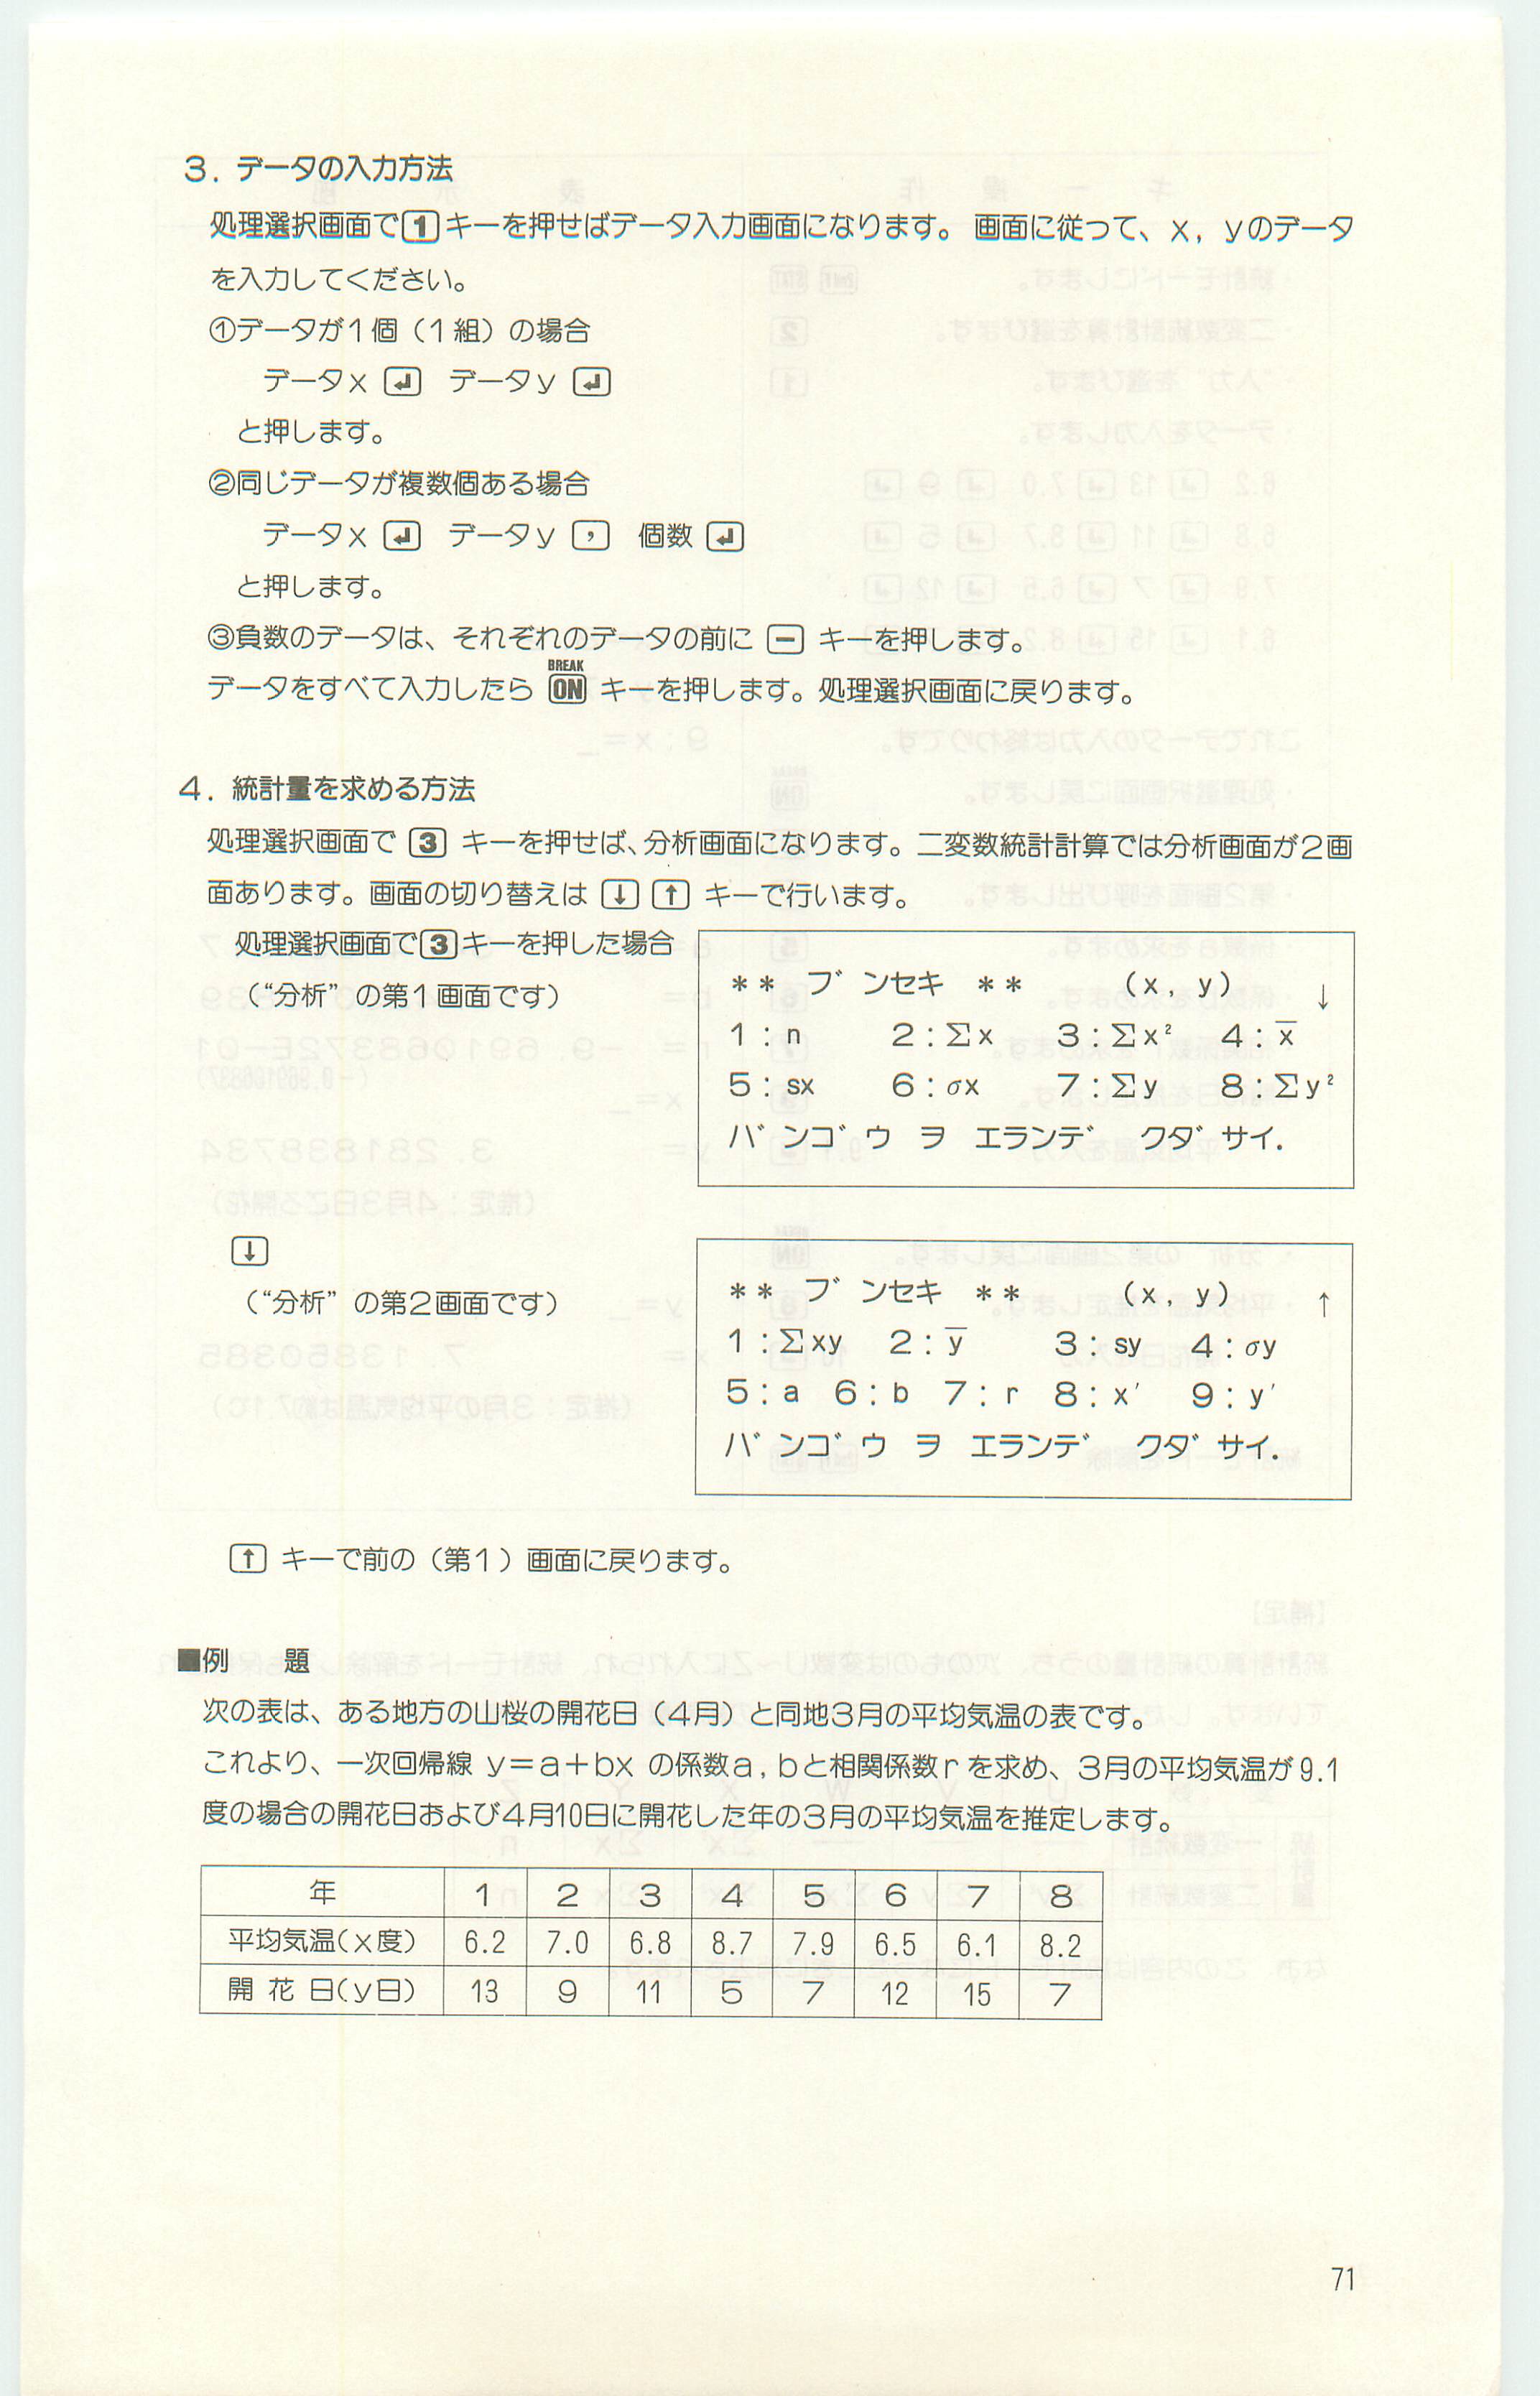 3. データの入力方法
処理選択画面で1キーを押せばデータ入力画面になります。画面に従って、x, yのデータ
を入力してください。
①データが1個（1組）の場合
データx ↲ データy ↲
と押します。
②同じデータが複数個ある場合
データx ↲ データy , 個数 ↲
と押します。
③負数のデータは、それぞれのデータの前に − キーを押します。
BREAK
データをすべて入力したら ON キーを押します。処理選択画面に戻ります。
4. 統計量を求める方法
処理選択画面で 3 キーを押せば、分析画面になります。二変数統計計算では分析画面が2画
面あります。画面の切り替えは ↓ ↑ キーで行います。
処理選択画面で3キーを押した場合
（“分析” の第1画面です）
** ブンセキ ** (x, y) ↓
1:n 2:Σx 3:Σx² 4:x̅
5:sx 6:σx 7:Σy 8:Σy²
バンゴウ ヲ エランデ クダサイ.
↓
（“分析” の第2画面です）
** ブンセキ ** (x, y) ↑
1:Σxy 2:y̅ 3:sy 4:σy
5:a 6:b 7:r 8:x′ 9:y′
バンゴウ ヲ エランデ クダサイ.
↑ キーで前の（第1）画面に戻ります。
■例 題
次の表は、ある地方の山桜の開花日（4月）と同地3月の平均気温の表です。
これより、一次回帰線 y=a+bx の係数a, bと相関係数rを求め、3月の平均気温が9.1
度の場合の開花日および4月10日に開花した年の3月の平均気温を推定します。
年 1 2 3 4 5 6 7 8
平均気温(x度) 6.2 7.0 6.8 8.7 7.9 6.5 6.1 8.2
開花日(y日) 13 9 11 5 7 12 15 7
71